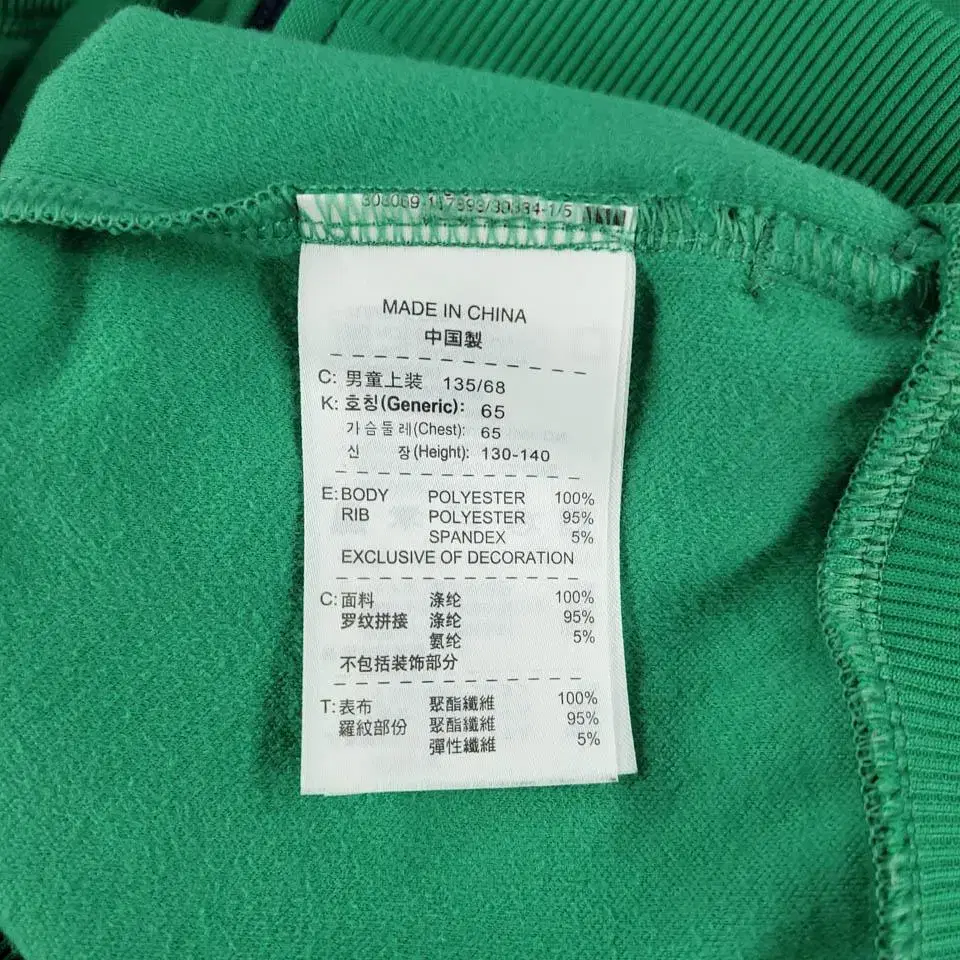 MADE IN CHINA
中国製
C: 男童上装 135/68
K: 호칭(Generic): 65
가슴둘레(Chest): 65
신 장(Height): 130-140
E: BODY POLYESTER 100%
RIB POLYESTER 95%
SPANDEX 5%
EXCLUSIVE OF DECORATION
C: 面料 涤纶 100%
罗纹拼接 涤纶 95%
氨纶 5%
不包括装饰部分
T: 表布 聚酯纖維 100%
羅紋部份 聚酯纖維 95%
彈性纖維 5%